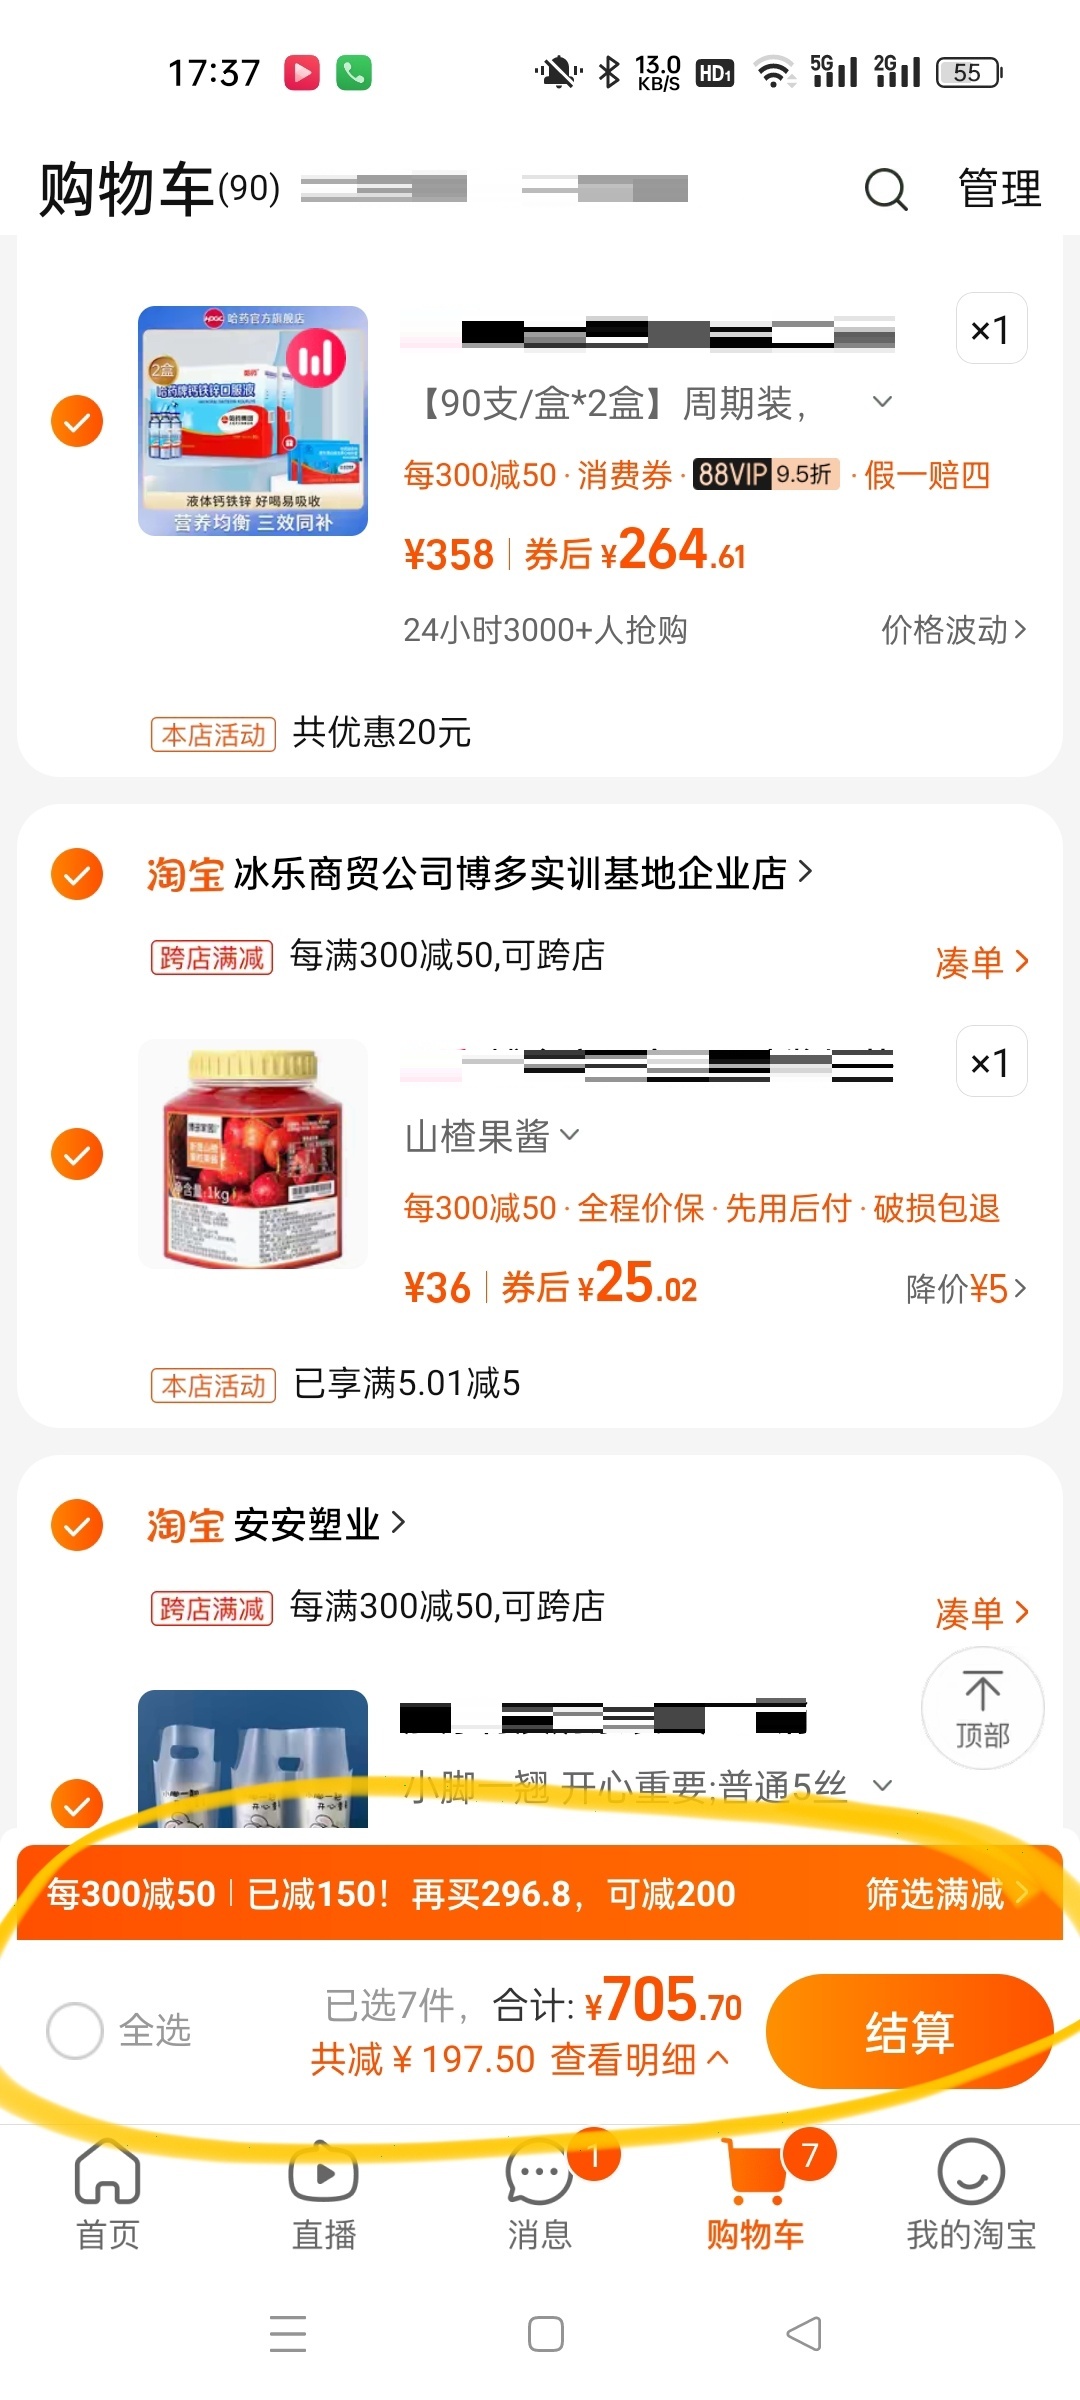 17:37
13.0 KB/S HD1 5G 2G 55
购物车(90)
管理
哈药官方旗舰店
×1
2盒
哈药牌钙铁锌口服液
【90支/盒*2盒】周期装，
每300减50 · 消费券 · 88VIP 9.5折 · 假一赔四
液体钙铁锌 好喝易吸收
营养均衡 三效同补
¥358 券后 ¥264.61
24小时3000+人抢购
价格波动
本店活动 共优惠20元
淘宝 冰乐商贸公司博多实训基地企业店
跨店满减 每满300减50,可跨店
凑单
×1
山楂果酱
1kg
每300减50 · 全程价保 · 先用后付 · 破损包退
¥36 券后 ¥25.02
降价¥5
本店活动 已享满5.01减5
淘宝 安安塑业
跨店满减 每满300减50,可跨店
凑单
顶部
小脚一翘 开心重要;普通5丝
每300减50 已减150！再买296.8，可减200
筛选满减
全选
已选7件，合计: ¥705.70
共减 ¥ 197.50 查看明细
结算
1
7
首页
直播
消息
购物车
我的淘宝